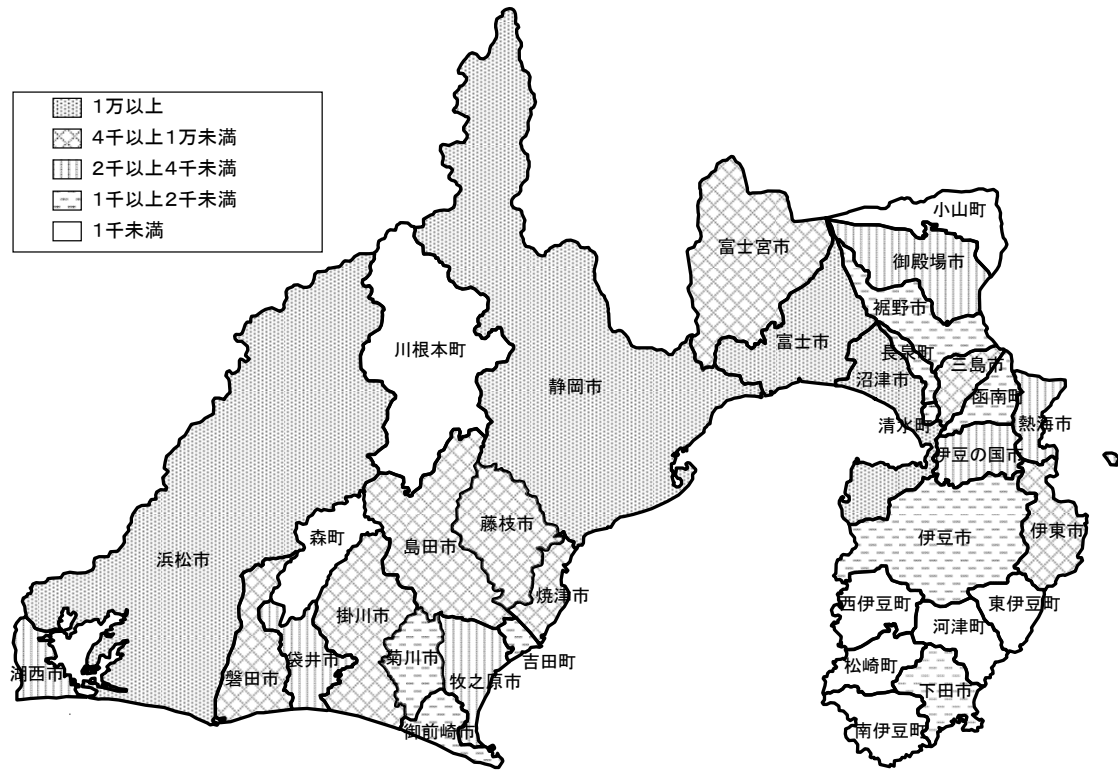 1万以上
4千以上1万未満
2千以上4千未満
1千以上2千未満
1千未満
小山町
富士宮市
御殿場市
裾野市
富士市
長泉町
三島市
川根本町
静岡市
沼津市
函南町
清水町
熱海市
伊豆の国市
藤枝市
伊東市
森町
島田市
伊豆市
浜松市
焼津市
西伊豆町
東伊豆町
掛川市
河津町
袋井市
菊川市
吉田町
湖西市
松崎町
磐田市
牧之原市
下田市
御前崎市
南伊豆町